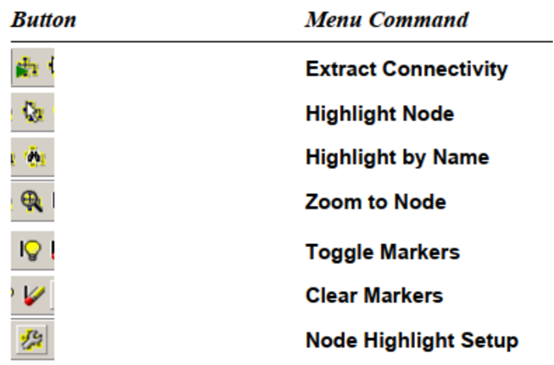 Button Menu Command
Extract Connectivity
Highlight Node
Highlight by Name
Zoom to Node
Toggle Markers
Clear Markers
Node Highlight Setup